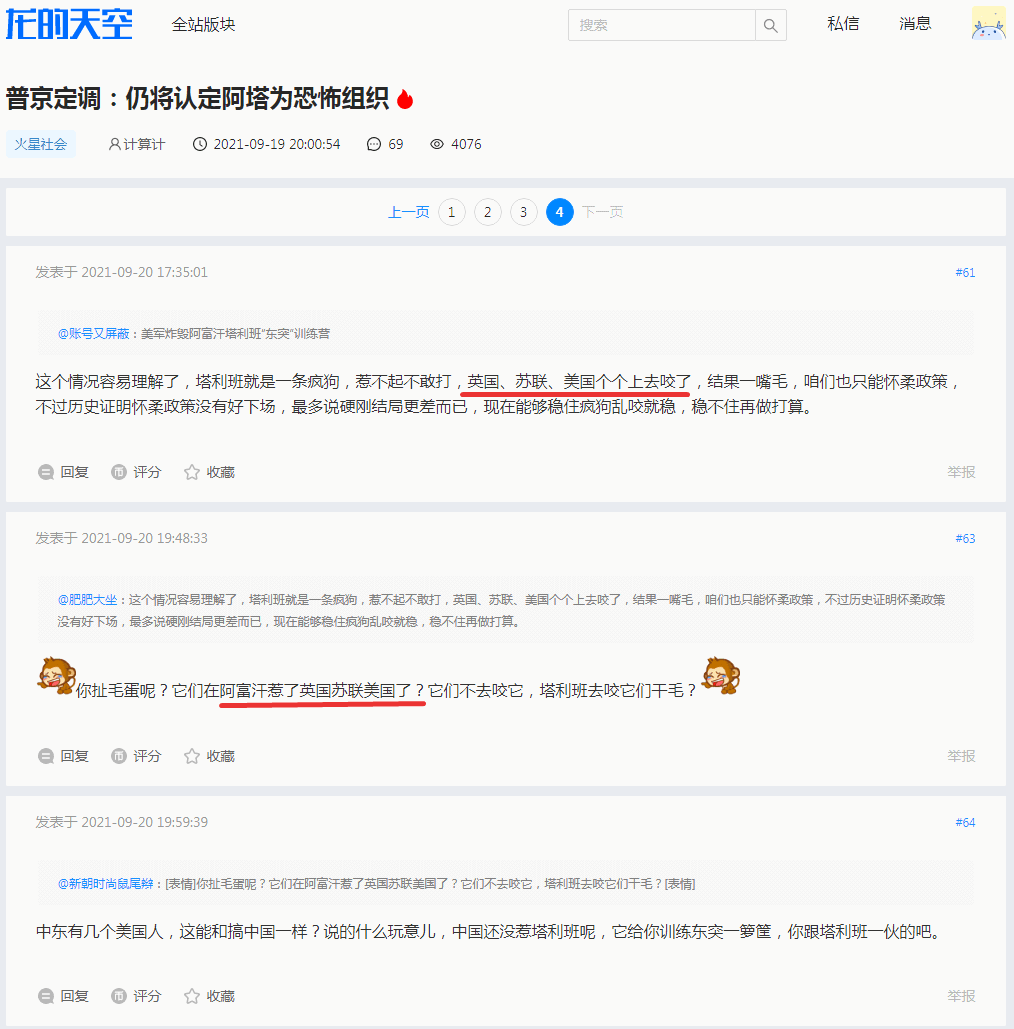 龙的天空 全站版块 搜索 私信 消息
普京定调：仍将认定阿塔为恐怖组织
火星社会 计算计 2021-09-19 20:00:54 69 4076
上一页 1 2 3 4 下一页
发表于 2021-09-20 17:35:01 #61
@账号又屏蔽：美军炸毁阿富汗塔利班“东突”训练营
这个情况容易理解了，塔利班就是一条疯狗，惹不起不敢打，英国、苏联、美国个个上去咬了，结果一嘴毛，咱们也只能怀柔政策，
不过历史证明怀柔政策没有好下场，最多说硬刚结局更差而已，现在能够稳住疯狗乱咬就稳，稳不住再做打算。
回复 币 评分 收藏 举报
发表于 2021-09-20 19:48:33 #63
@肥肥大坐：这个情况容易理解了，塔利班就是一条疯狗，惹不起不敢打，英国、苏联、美国个个上去咬了，结果一嘴毛，咱们也只能怀柔政策，不过历史证明怀柔政策
没有好下场，最多说硬刚结局更差而已，现在能够稳住疯狗乱咬就稳，稳不住再做打算。
你扯毛蛋呢？它们在阿富汗惹了英国苏联美国了？它们不去咬它，塔利班去咬它们干毛？
回复 币 评分 收藏 举报
发表于 2021-09-20 19:59:39 #64
@新朝时尚鼠尾辫：[表情]你扯毛蛋呢？它们在阿富汗惹了英国苏联美国了？它们不去咬它，塔利班去咬它们干毛？[表情]
中东有几个美国人，这能和搞中国一样？说的什么玩意儿，中国还没惹塔利班呢，它给你训练东突一箩筐，你跟塔利班一伙的吧。
回复 币 评分 收藏 举报